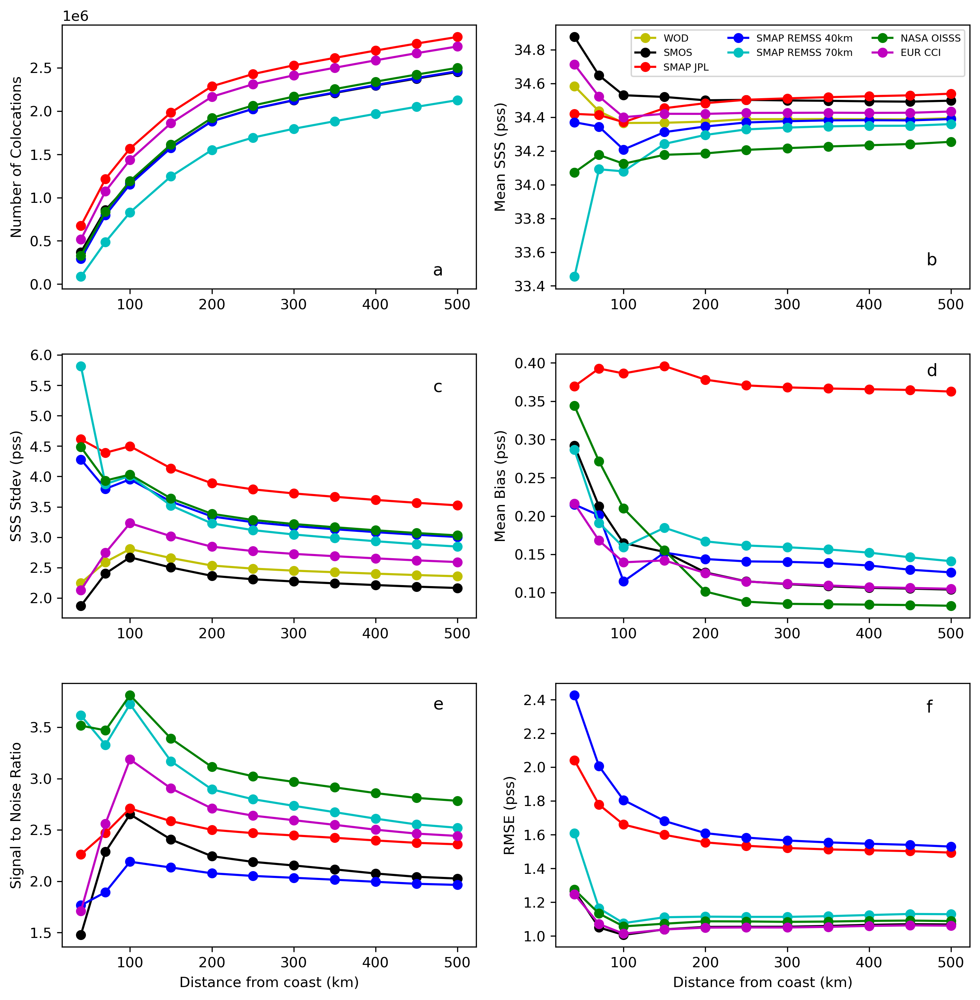 1e6
Number of Colocations
2.5
2.0
1.5
1.0
0.5
0.0
100 200 300 400 500
a
Mean SSS (pss)
34.8
34.6
34.4
34.2
34.0
33.8
33.6
33.4
100 200 300 400 500
WOD
SMOS
SMAP JPL
SMAP REMSS 40km
SMAP REMSS 70km
NASA OISSS
EUR CCI
b
SSS Stdev (pss)
6.0
5.5
5.0
4.5
4.0
3.5
3.0
2.5
2.0
100 200 300 400 500
c
Mean Bias (pss)
0.40
0.35
0.30
0.25
0.20
0.15
0.10
100 200 300 400 500
d
Signal to Noise Ratio
3.5
3.0
2.5
2.0
1.5
100 200 300 400 500
Distance from coast (km)
e
RMSE (pss)
2.4
2.2
2.0
1.8
1.6
1.4
1.2
1.0
100 200 300 400 500
Distance from coast (km)
f